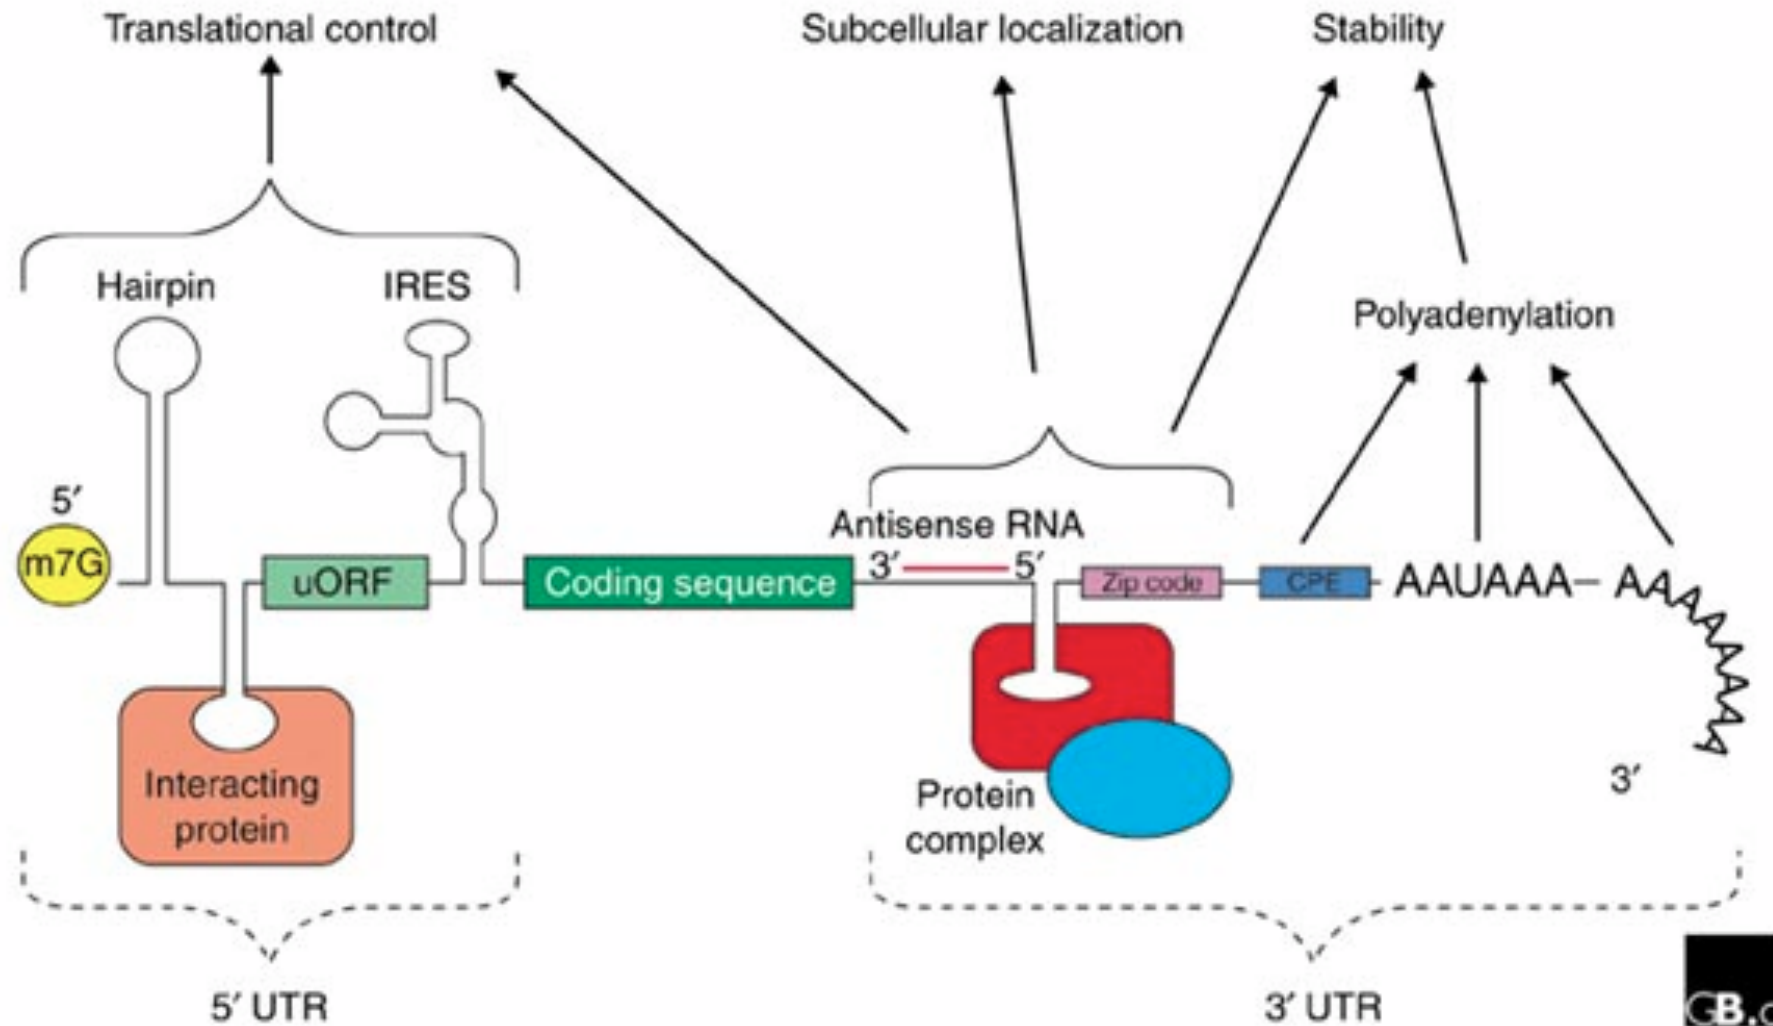 Translational control
Subcellular localization
Stability
Hairpin
IRES
Polyadenylation
5′
m7G
uORF
Coding sequence
Antisense RNA
3′ 5′
Zip code
CPE
AAUAAA
AAAAAAAA
Interacting
protein
Protein
complex
3′
5′ UTR
3′ UTR